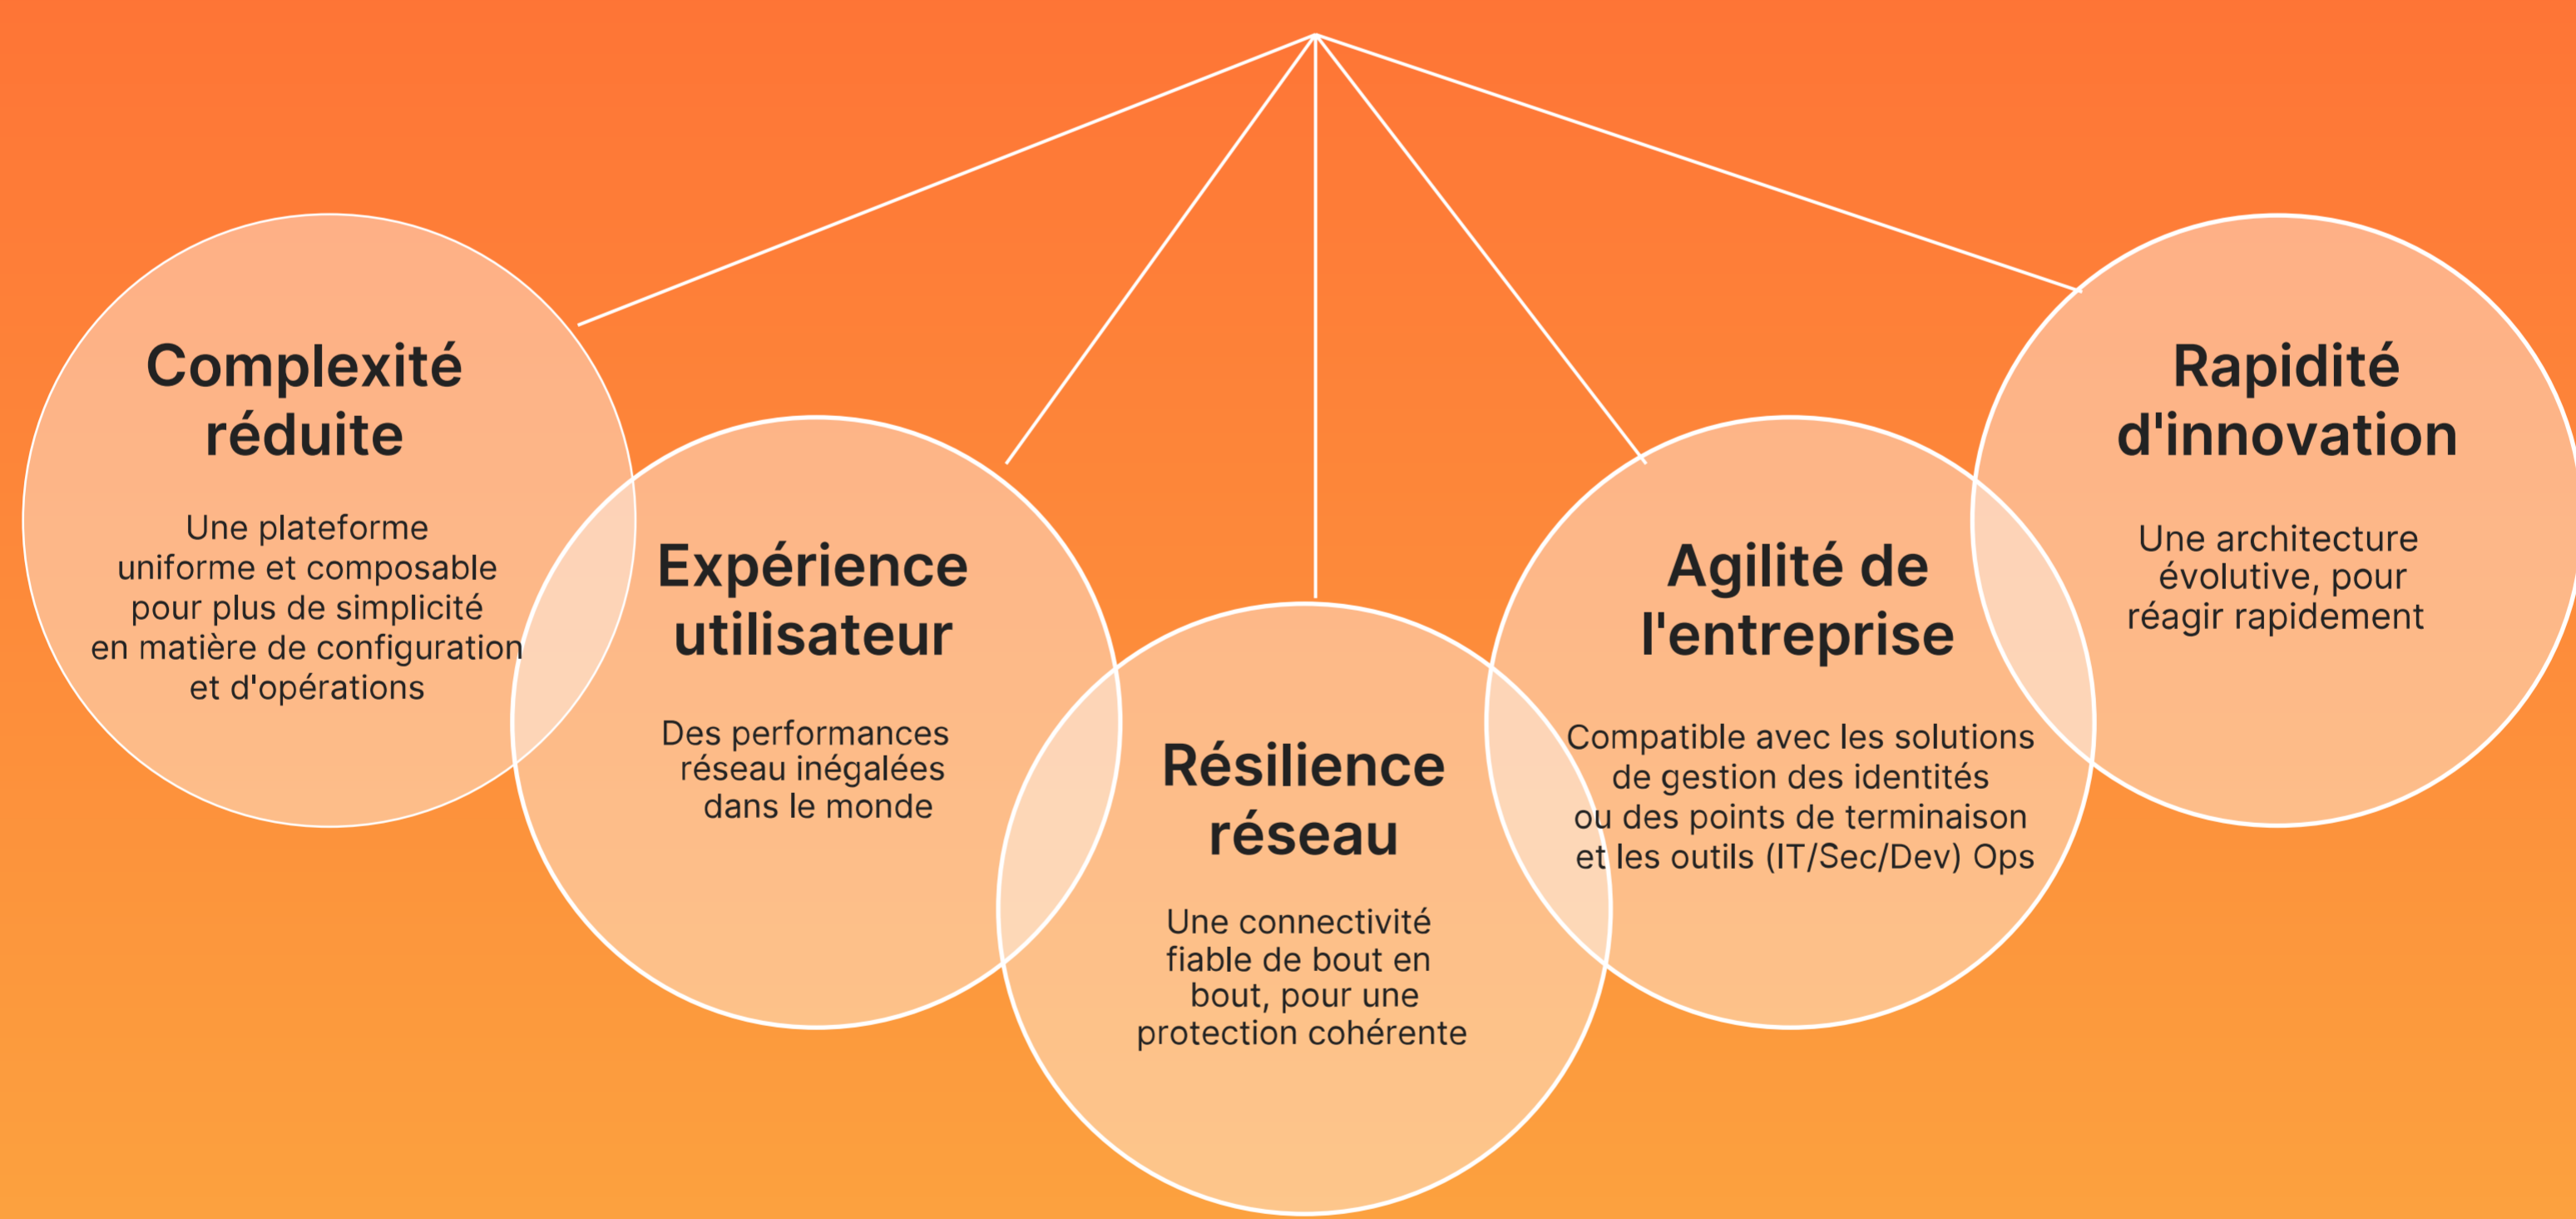 Complexité
réduite
Une plateforme
uniforme et composable
pour plus de simplicité
en matière de configuration
et d'opérations
Expérience
utilisateur
Des performances
réseau inégalées
dans le monde
Résilience
réseau
Une connectivité
fiable de bout en
bout, pour une
protection cohérente
Agilité de
l'entreprise
Compatible avec les solutions
de gestion des identités
ou des points de terminaison
et les outils (IT/Sec/Dev) Ops
Rapidité
d'innovation
Une architecture
évolutive, pour
réagir rapidement